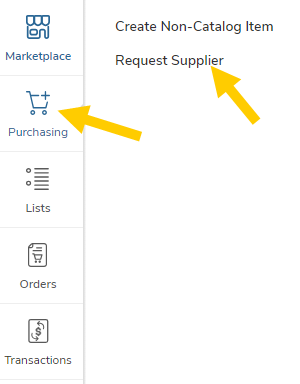 Marketplace
Purchasing
Lists
Orders
Transactions
Create Non-Catalog Item
Request Supplier